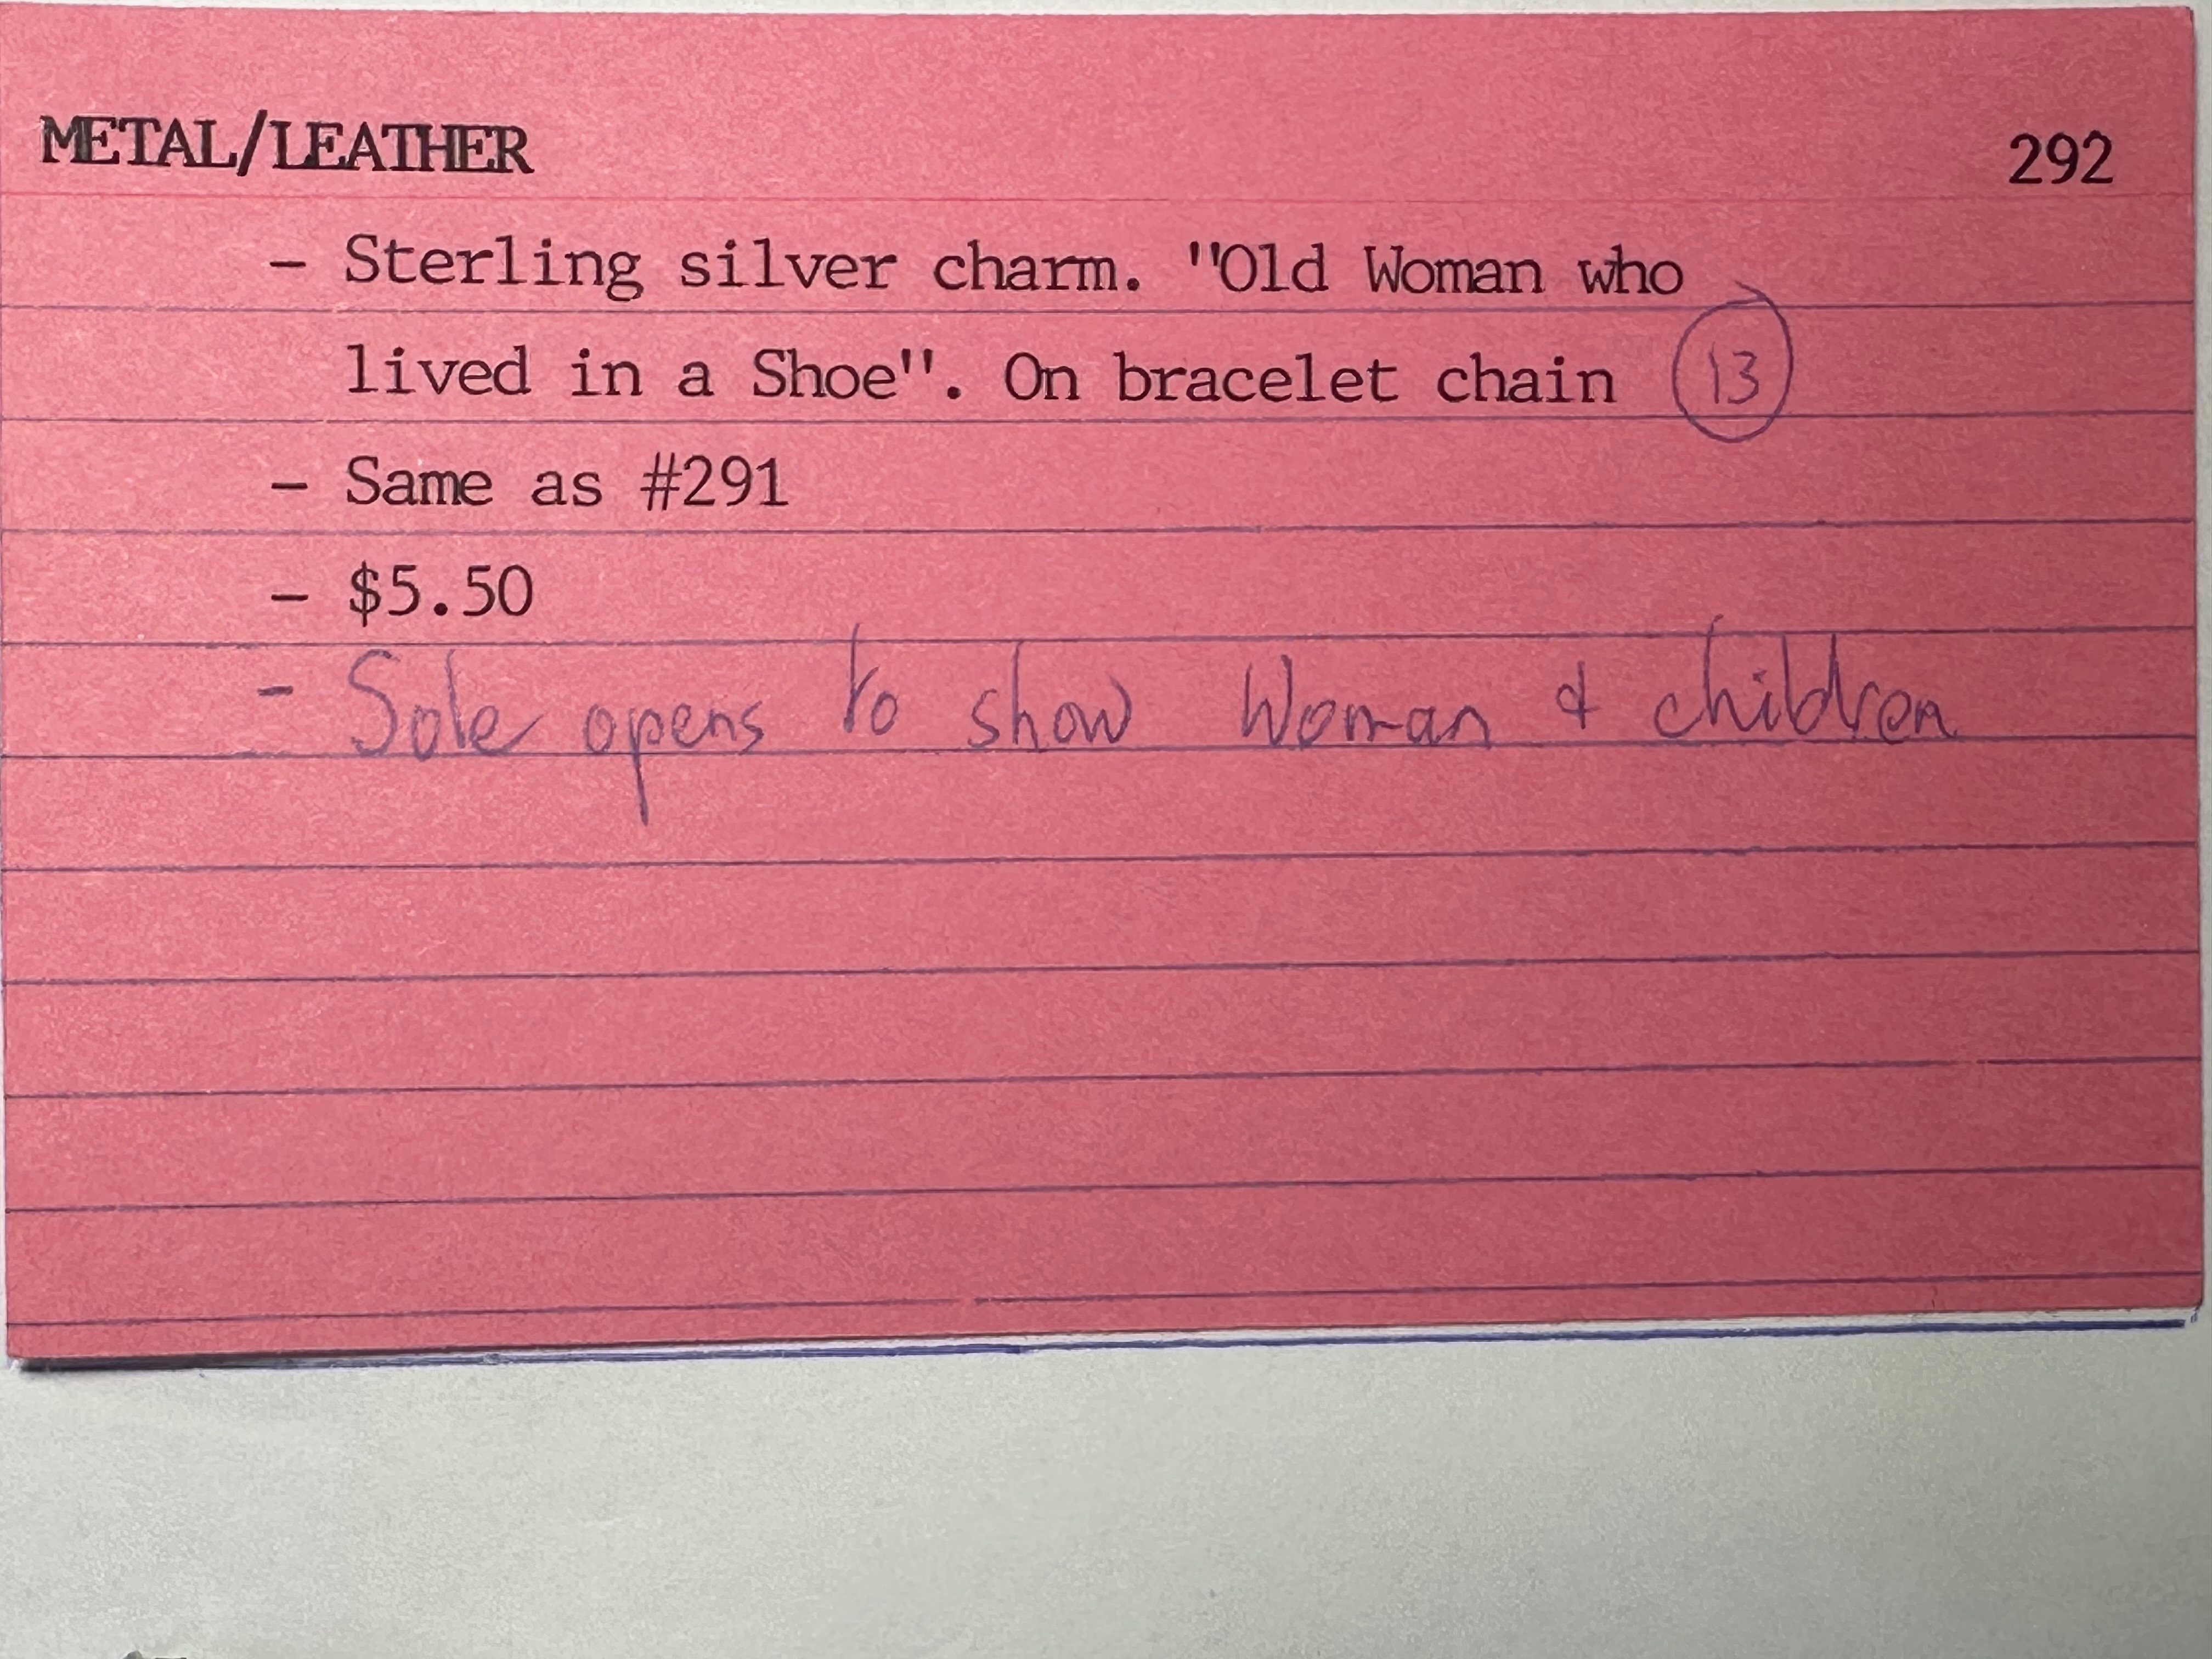 METAL/LEATHER 292
- Sterling silver charm. "Old Woman who
lived in a Shoe". On bracelet chain 13
- Same as #291
- $5.50
- Sole opens to show Woman & children